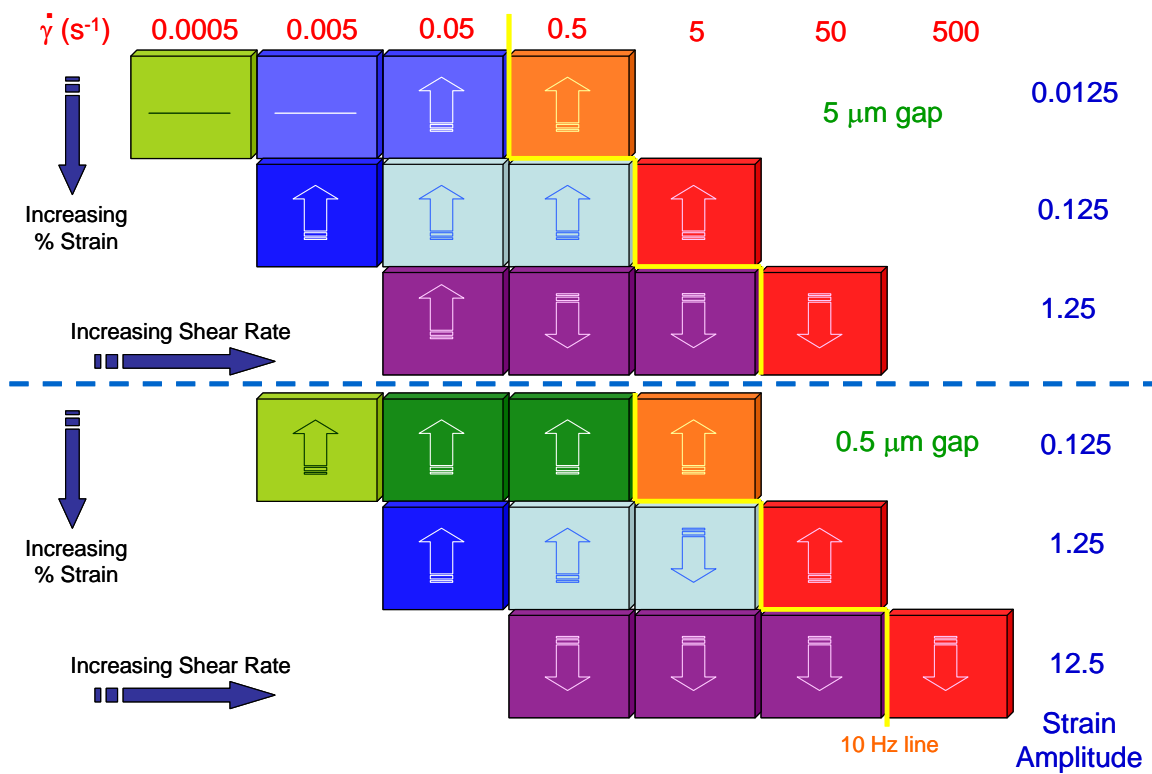 γ̇ (s⁻¹) 0.0005 0.005 0.05 0.5 5 50 500
0.0125
5 μm gap
Increasing
% Strain
0.125
1.25
Increasing Shear Rate
0.5 μm gap
0.125
Increasing
% Strain
1.25
Increasing Shear Rate
12.5
10 Hz line
Strain
Amplitude